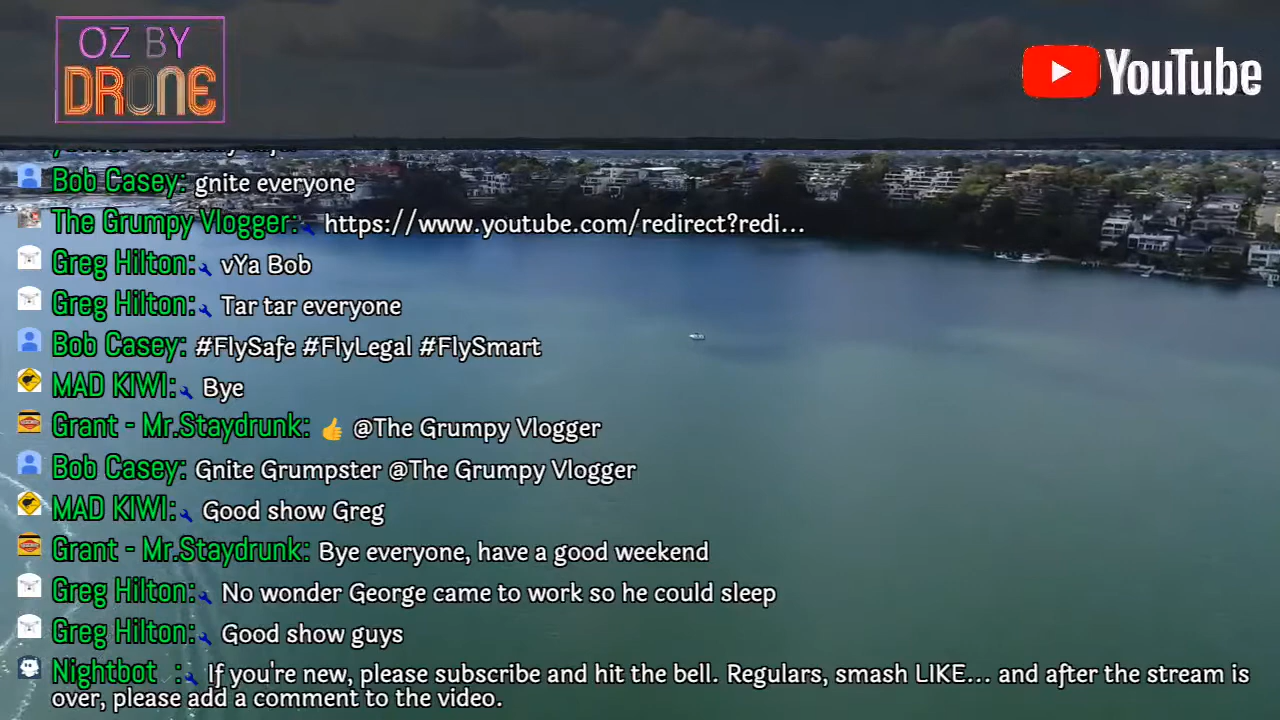 OZ BY
DRONE
YouTube
Bob Casey: gnite everyone
The Grumpy Vlogger: https://www.youtube.com/redirect?redi...
Greg Hilton: vYa Bob
Greg Hilton: Tar tar everyone
Bob Casey: #FlySafe #FlyLegal #FlySmart
MAD KIWI: Bye
Grant - Mr.Staydrunk: 👍 @The Grumpy Vlogger
Bob Casey: Gnite Grumpster @The Grumpy Vlogger
MAD KIWI: Good show Greg
Grant - Mr.Staydrunk: Bye everyone, have a good weekend
Greg Hilton: No wonder George came to work so he could sleep
Greg Hilton: Good show guys
Nightbot : If you're new, please subscribe and hit the bell. Regulars, smash LIKE... and after the stream is
over, please add a comment to the video.